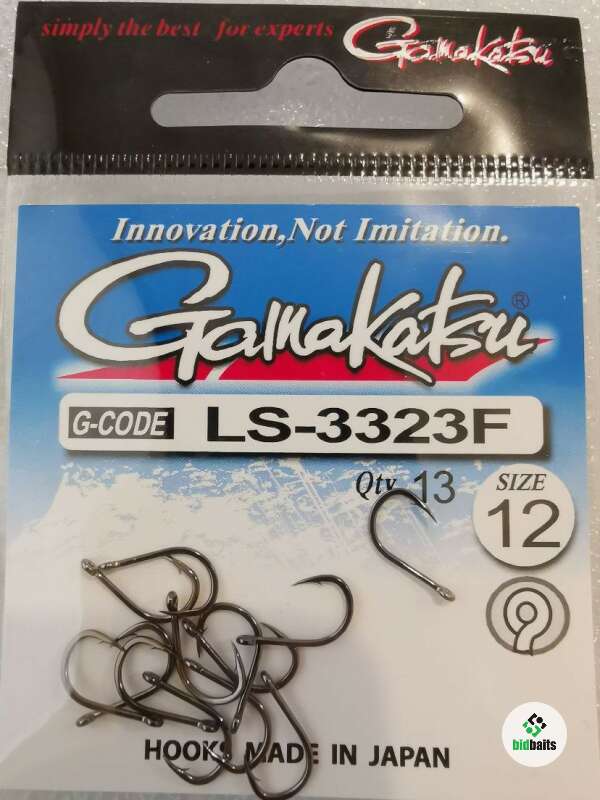 simply the best for experts
Gamakatsu
Innovation,Not Imitation.
Gamakatsu®
G-CODE LS-3323F
Qty 13
SIZE
12
HOOKS MADE IN JAPAN
bidbaits